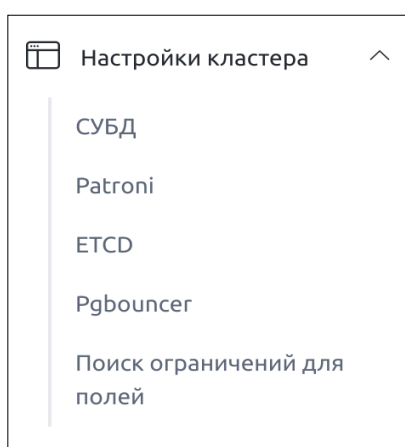 Настройки кластера
СУБД
Patroni
ETCD
Pgbouncer
Поиск ограничений для
полей